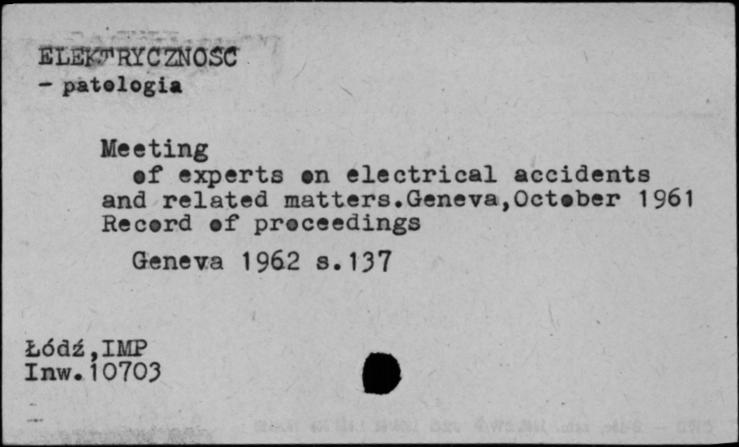 ELEKTRYCZNOŚĆ
- patologia
Meeting
of experts on electrical accidents
and related matters.Geneva,October 1961
Record of proceedings
Geneva 1962 s.137
Łódź,IMP
Inw.10703